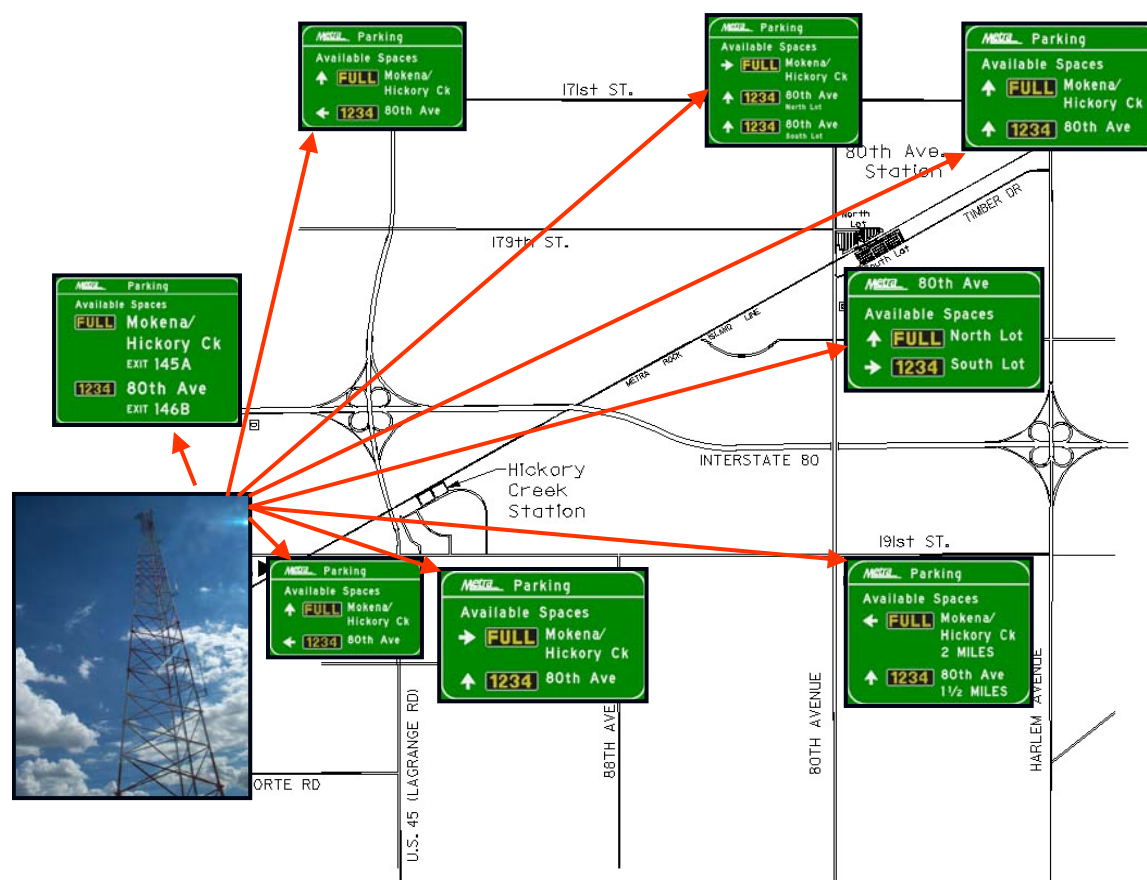 Metra Parking
Available Spaces
↑ FULL Mokena/
Hickory Ck
← 1234 80th Ave
Metra Parking
Available Spaces
→ FULL Mokena/
Hickory Ck
↑ 1234 80th Ave
North Lot
↑ 1234 80th Ave
South Lot
Metra Parking
Available Spaces
↑ FULL Mokena/
Hickory Ck
↑ 1234 80th Ave
171st ST.
80th Ave.
Station
TIMBER DR
North
Lot
South Lot
179th ST.
Metra Parking
Available Spaces
FULL Mokena/
Hickory Ck
EXIT 145A
1234 80th Ave
EXIT 146B
Metra 80th Ave
Available Spaces
↑ FULL North Lot
→ 1234 South Lot
METRA ROCK ISLAND LINE
INTERSTATE 80
Hickory
Creek
Station
191st ST.
Metra Parking
Available Spaces
↑ FULL Mokena/
Hickory Ck
← 1234 80th Ave
Metra Parking
Available Spaces
→ FULL Mokena/
Hickory Ck
↑ 1234 80th Ave
Metra Parking
Available Spaces
← FULL Mokena/
Hickory Ck
2 MILES
↑ 1234 80th Ave
1½ MILES
ORTE RD
U.S. 45 (LAGRANGE RD)
88TH AVE
80TH AVENUE
HARLEM AVENUE